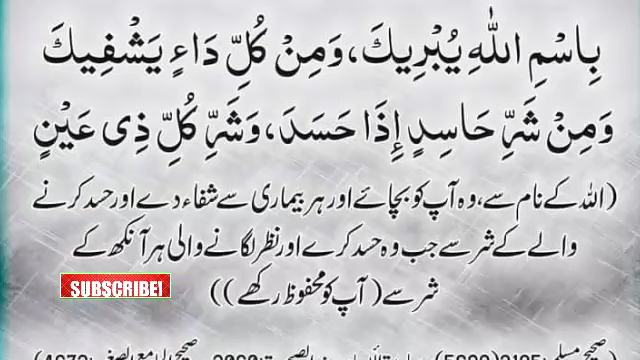 بِاسْمِ اللهِ يُبْرِيكَ، وَمِنْ كُلِّ دَاءٍ يَشْفِيكَ
وَمِنْ شَرِّ حَاسِدٍ إِذَا حَسَدَ، وَشَرِّ كُلِّ ذِى عَيْنٍ
(اللہ کے نام سے، وہ آپ کو بچائے اور ہر بیماری سے شفاء دے اور حسد کرنے
والے کے شر سے جب وہ حسد کرے اور نظر لگانے والی ہر آنکھ کے
شر سے (آپ کو محفوظ رکھے))
SUBSCRIBE!